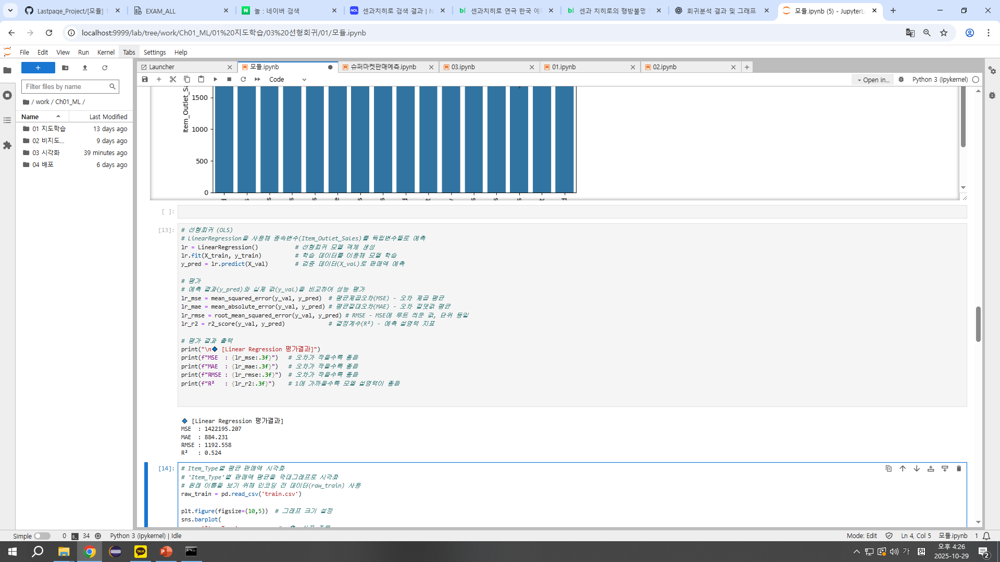 Lastpage_Project/[모듈] 1
EXAM_ALL
놀 : 네이버 검색
센과치히로 검색 결과 | N
센과치히로 연극 한국 예
센과 치히로의 행방불명
회귀분석 결과 및 그래프
모듈.ipynb (5) - JupyterL
localhost:9999/lab/tree/work/Ch01_ML/01%20지도학습/03%20선형회귀/01/모듈.ipynb
File Edit View Run Kernel Tabs Settings Help
Launcher
모듈.ipynb
슈퍼마켓판매예측.ipynb
03.ipynb
01.ipynb
02.ipynb
Code
Open in...
Python 3 (ipykernel)
Filter files by name
/ work / Ch01_ML /
Name Last Modified
01 지도학습 13 days ago
02 비지도... 9 days ago
03 시각화 39 minutes ago
04 배포 6 days ago
Item_Outlet_Sa
1500
1000
500
0
[ ]:
[13]:
# 선형회귀 (OLS)
# LinearRegression을 사용해 종속변수(Item_Outlet_Sales)를 독립변수들로 예측
lr = LinearRegression() # 선형회귀 모델 객체 생성
lr.fit(X_train, y_train) # 학습 데이터를 이용해 모델 학습
y_pred = lr.predict(X_val) # 검증 데이터(X_val)로 판매액 예측
# 평가
# 예측 결과(y_pred)와 실제 값(y_val)을 비교하여 성능 평가
lr_mse = mean_squared_error(y_val, y_pred) # 평균제곱오차(MSE) - 오차 제곱 평균
lr_mae = mean_absolute_error(y_val, y_pred) # 평균절대오차(MAE) - 오차 절댓값 평균
lr_rmse = root_mean_squared_error(y_val, y_pred) # RMSE - MSE에 루트 씌운 값, 단위 동일
lr_r2 = r2_score(y_val, y_pred) # 결정계수(R²) - 예측 설명력 지표
# 평가 결과 출력
print("\n🔷 [Linear Regression 평가결과]")
print(f"MSE : {lr_mse:.3f}") # 오차가 작을수록 좋음
print(f"MAE : {lr_mae:.3f}") # 오차가 작을수록 좋음
print(f"RMSE : {lr_rmse:.3f}") # 오차가 작을수록 좋음
print(f"R² : {lr_r2:.3f}") # 1에 가까울수록 모델 설명력이 좋음
🔷 [Linear Regression 평가결과]
MSE : 1422195.207
MAE : 884.231
RMSE : 1192.558
R² : 0.524
[14]:
# Item_Type별 평균 판매액 시각화
# 'Item_Type'별 판매액 평균을 막대그래프로 시각화
# 원래 이름을 보기 위해 인코딩 전 데이터(raw_train) 사용
raw_train = pd.read_csv('train.csv')
plt.figure(figsize=(10,5)) # 그래프 크기 설정
sns.barplot(
Simple 0 34 Python 3 (ipykernel) | Idle
Mode: Edit Ln 4, Col 5 모듈.ipynb 1
가 한 오후 4:26
2025-10-29
2